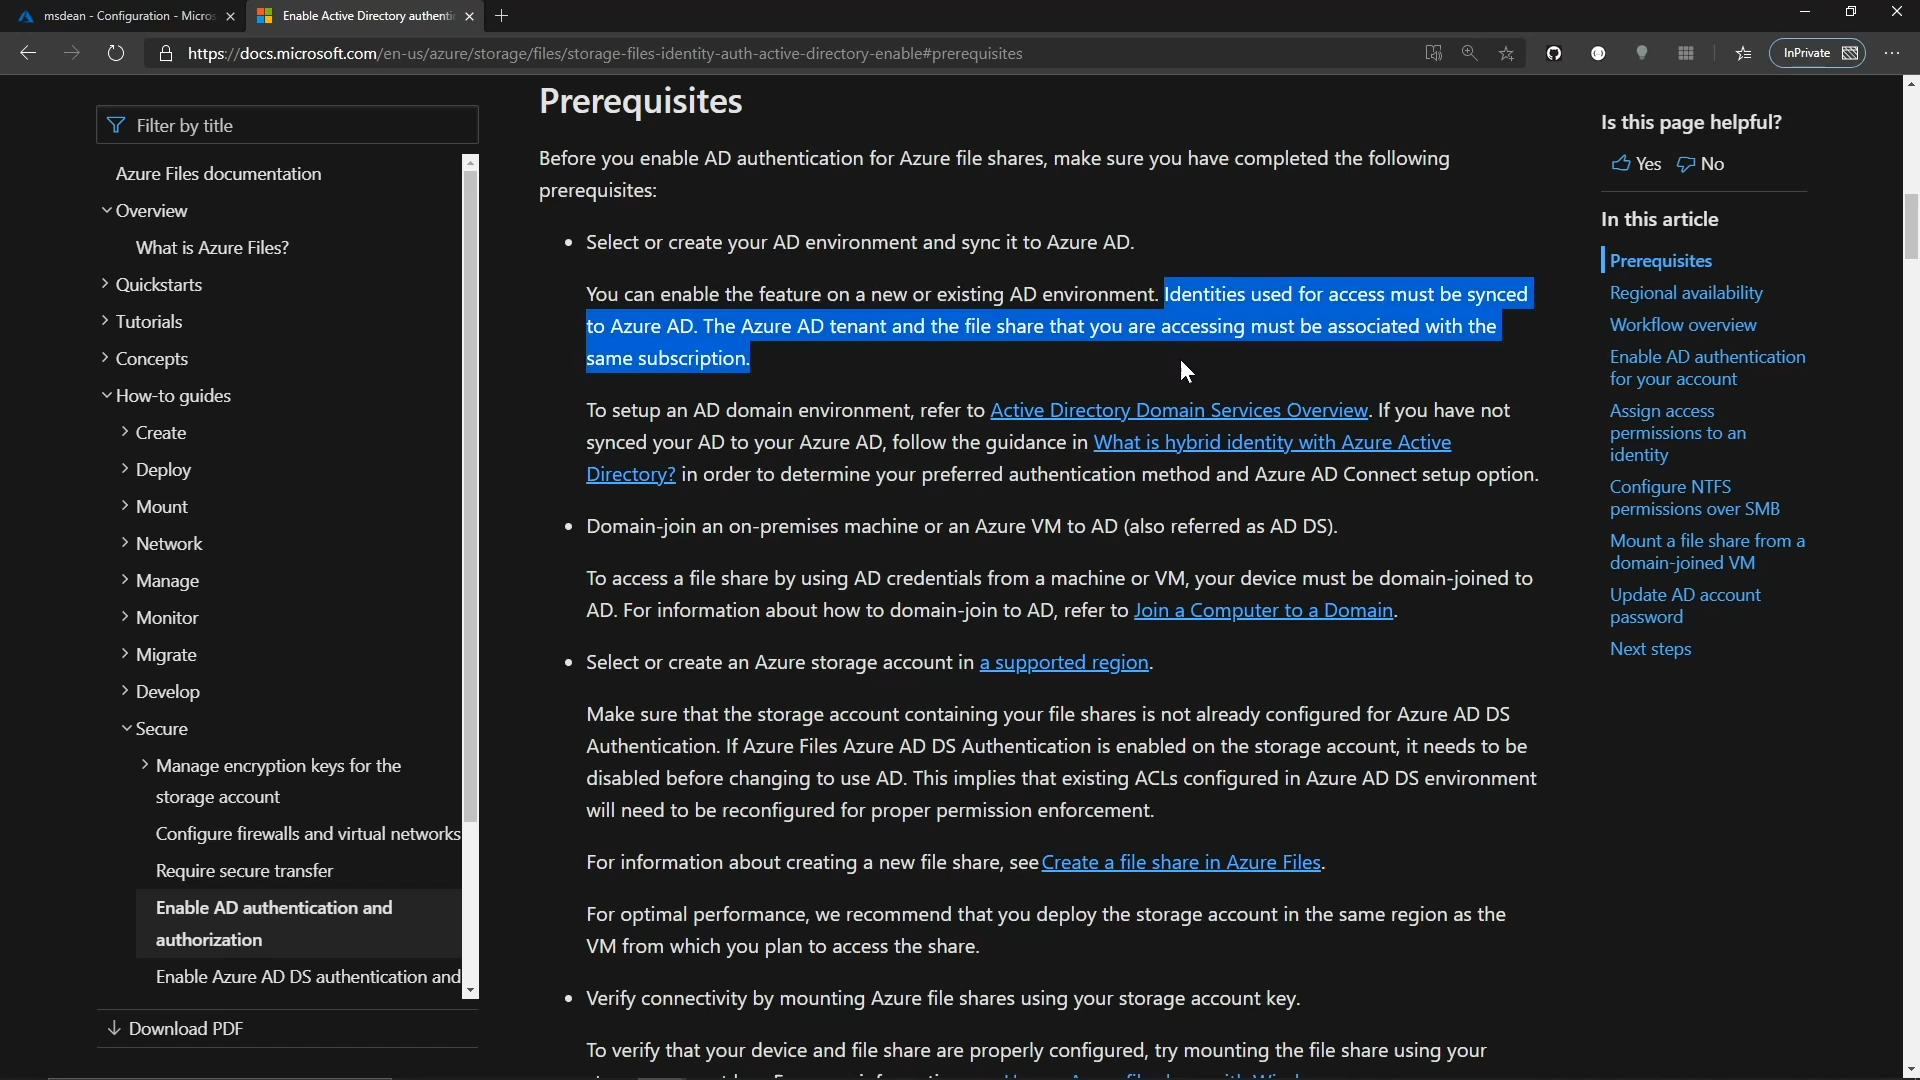 msdean - Configuration - Micros
Enable Active Directory authenti
https://docs.microsoft.com/en-us/azure/storage/files/storage-files-identity-auth-active-directory-enable#prerequisites
InPrivate
Filter by title
Azure Files documentation
Overview
What is Azure Files?
Quickstarts
Tutorials
Concepts
How-to guides
Create
Deploy
Mount
Network
Manage
Monitor
Migrate
Develop
Secure
Manage encryption keys for the
storage account
Configure firewalls and virtual networks
Require secure transfer
Enable AD authentication and
authorization
Enable Azure AD DS authentication and
Download PDF
Prerequisites
Before you enable AD authentication for Azure file shares, make sure you have completed the following
prerequisites:
• Select or create your AD environment and sync it to Azure AD.
You can enable the feature on a new or existing AD environment. Identities used for access must be synced
to Azure AD. The Azure AD tenant and the file share that you are accessing must be associated with the
same subscription.
To setup an AD domain environment, refer to Active Directory Domain Services Overview. If you have not
synced your AD to your Azure AD, follow the guidance in What is hybrid identity with Azure Active
Directory? in order to determine your preferred authentication method and Azure AD Connect setup option.
• Domain-join an on-premises machine or an Azure VM to AD (also referred as AD DS).
To access a file share by using AD credentials from a machine or VM, your device must be domain-joined to
AD. For information about how to domain-join to AD, refer to Join a Computer to a Domain.
• Select or create an Azure storage account in a supported region.
Make sure that the storage account containing your file shares is not already configured for Azure AD DS
Authentication. If Azure Files Azure AD DS Authentication is enabled on the storage account, it needs to be
disabled before changing to use AD. This implies that existing ACLs configured in Azure AD DS environment
will need to be reconfigured for proper permission enforcement.
For information about creating a new file share, see Create a file share in Azure Files.
For optimal performance, we recommend that you deploy the storage account in the same region as the
VM from which you plan to access the share.
• Verify connectivity by mounting Azure file shares using your storage account key.
To verify that your device and file share are properly configured, try mounting the file share using your
Is this page helpful?
Yes No
In this article
Prerequisites
Regional availability
Workflow overview
Enable AD authentication
for your account
Assign access
permissions to an
identity
Configure NTFS
permissions over SMB
Mount a file share from a
domain-joined VM
Update AD account
password
Next steps